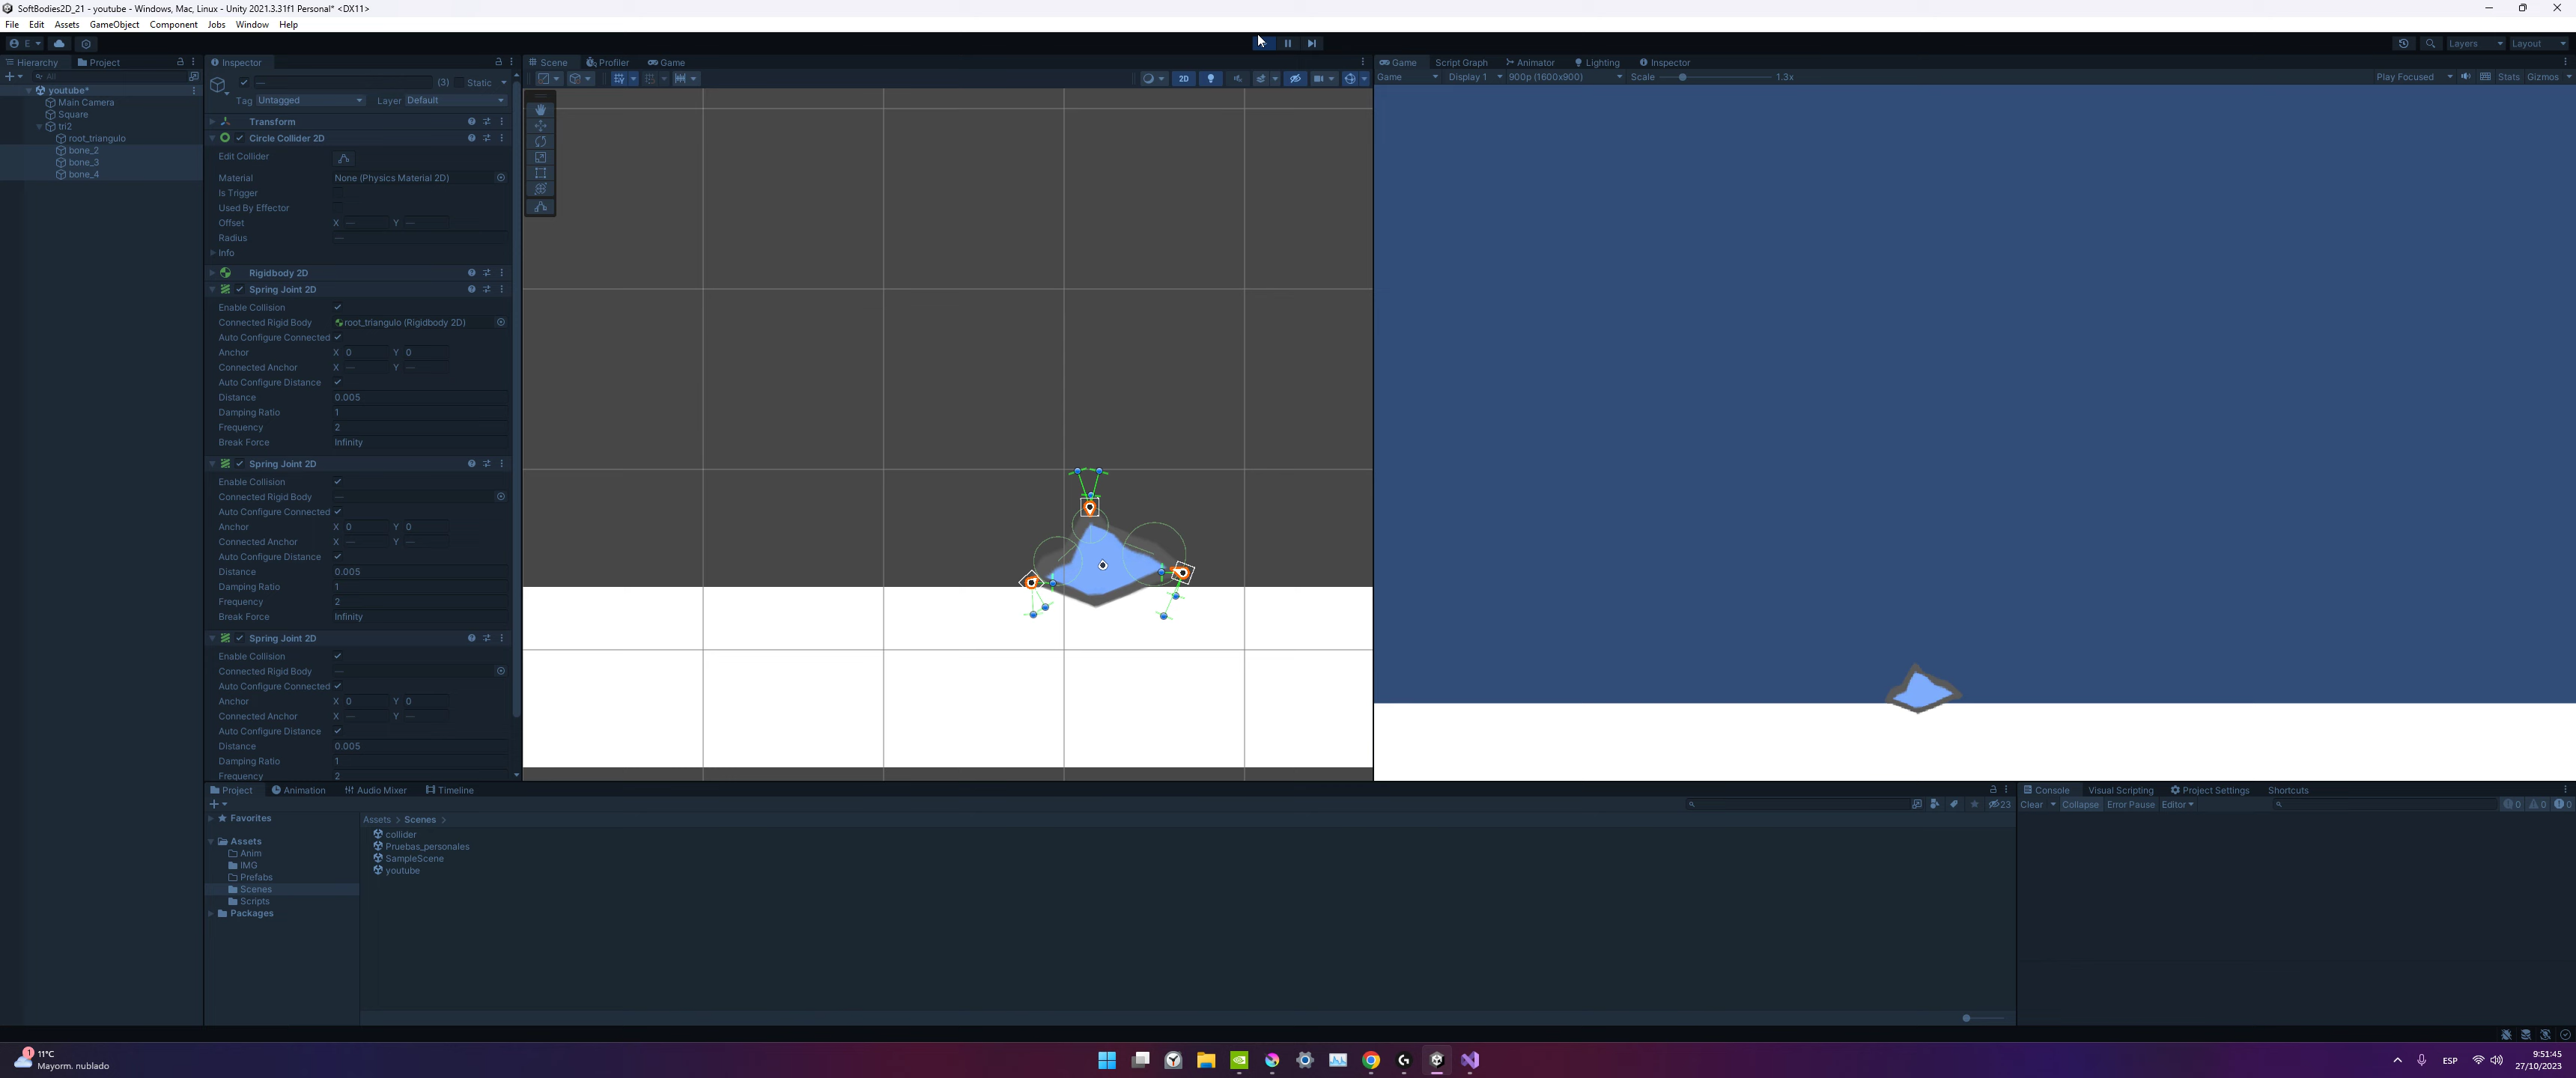 SoftBodies2D_21 - youtube - Windows, Mac, Linux - Unity 2021.3.31f1 Personal* <DX11>
File Edit Assets GameObject Component Jobs Window Help
E
Layers Layout
Hierarchy Project
All
youtube*
Main Camera
Square
tri2
root_triangulo
bone_2
bone_3
bone_4
Inspector
— (3) Static
Tag Untagged Layer Default
Transform
Circle Collider 2D
Edit Collider
Material None (Physics Material 2D)
Is Trigger
Used By Effector
Offset X — Y —
Radius —
Info
Rigidbody 2D
Spring Joint 2D
Enable Collision
Connected Rigid Body root_triangulo (Rigidbody 2D)
Auto Configure Connected
Anchor X 0 Y 0
Connected Anchor X — Y —
Auto Configure Distance
Distance 0.005
Damping Ratio 1
Frequency 2
Break Force Infinity
Spring Joint 2D
Enable Collision
Connected Rigid Body —
Auto Configure Connected
Anchor X 0 Y 0
Connected Anchor X — Y —
Auto Configure Distance
Distance 0.005
Damping Ratio 1
Frequency 2
Break Force Infinity
Spring Joint 2D
Enable Collision
Connected Rigid Body —
Auto Configure Connected
Anchor X 0 Y 0
Connected Anchor X — Y —
Auto Configure Distance
Distance 0.005
Damping Ratio 1
Frequency 2
Scene Profiler Game
2D
Game Script Graph Animator Lighting Inspector
Game Display 1 900p (1600x900) Scale 1.3x Play Focused Stats Gizmos
Project Animation Audio Mixer Timeline
23
Favorites
Assets
Anim
IMG
Prefabs
Scenes
Scripts
Packages
Assets > Scenes >
collider
Pruebas_personales
SampleScene
youtube
Console Visual Scripting Project Settings Shortcuts
Clear Collapse Error Pause Editor 0 0 0
1
11°C
Mayorm. nublado
ESP
9:51:45
27/10/2023